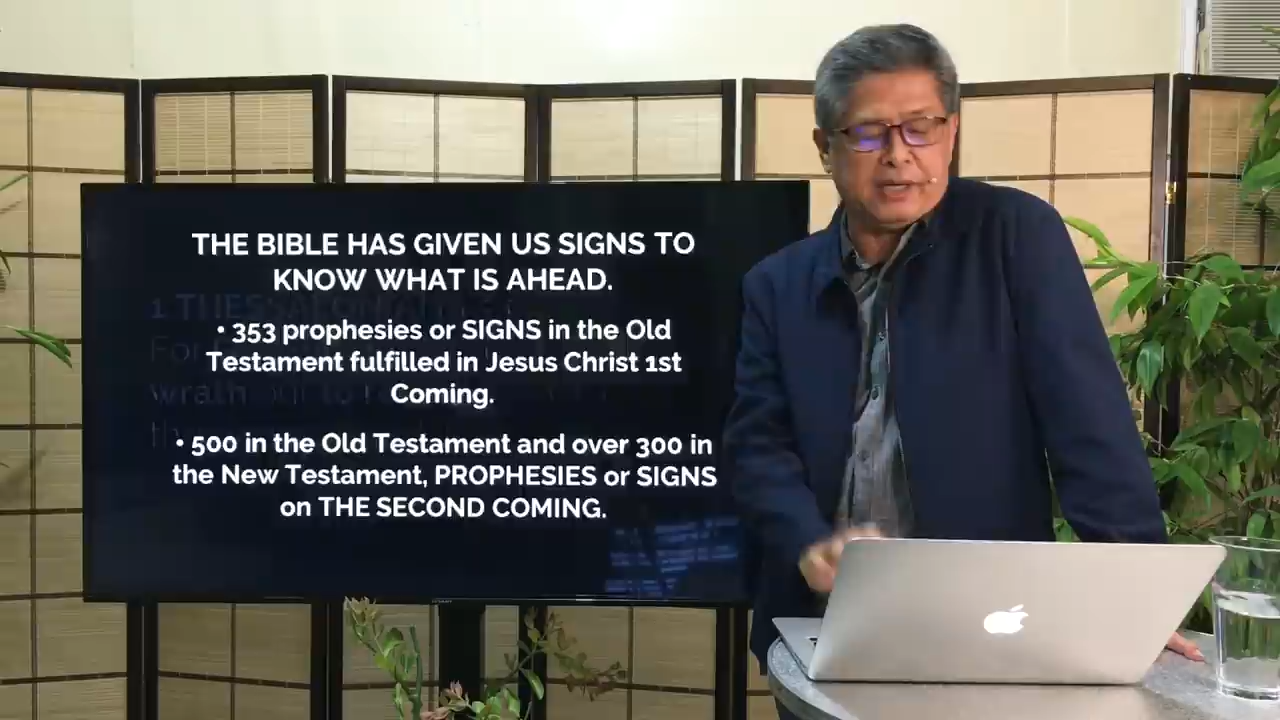 THE BIBLE HAS GIVEN US SIGNS TO
KNOW WHAT IS AHEAD.
• 353 prophesies or SIGNS in the Old
Testament fulfilled in Jesus Christ 1st
Coming.
• 500 in the Old Testament and over 300 in
the New Testament, PROPHESIES or SIGNS
on THE SECOND COMING.